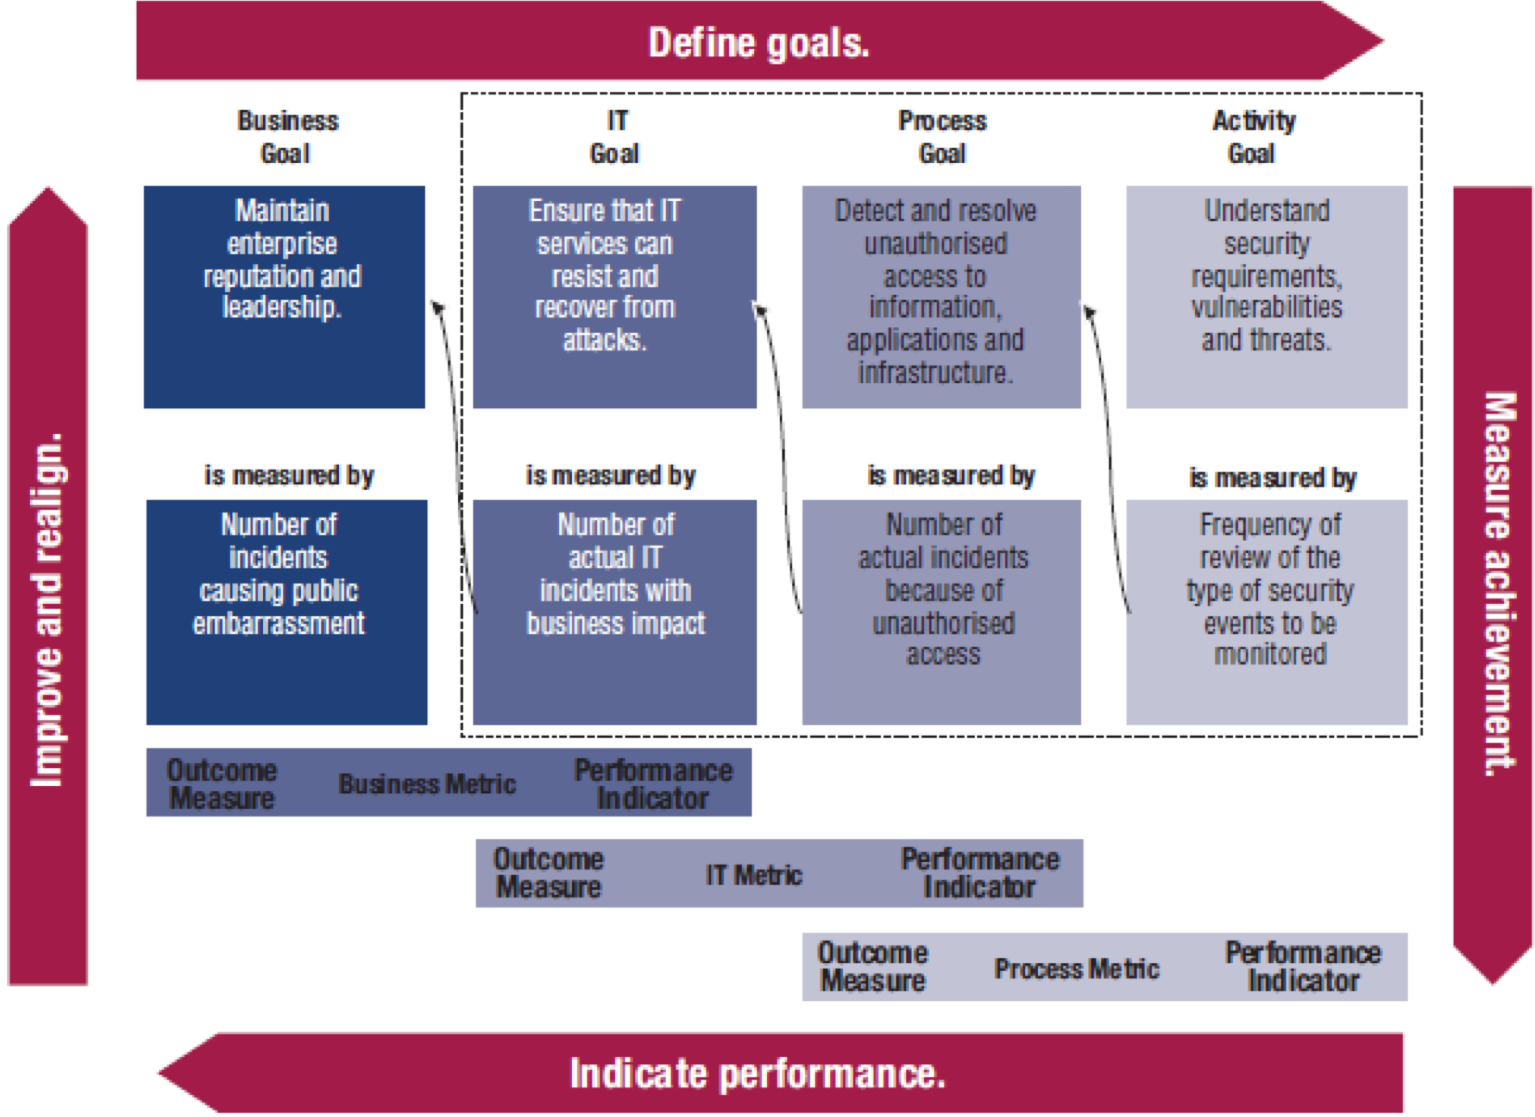 Define goals.
Business
Goal
IT
Goal
Process
Goal
Activity
Goal
Maintain
enterprise
reputation and
leadership.
Ensure that IT
services can
resist and
recover from
attacks.
Detect and resolve
unauthorised
access to
information,
applications and
infrastructure.
Understand
security
requirements,
vulnerabilities
and threats.
is measured by
is measured by
is measured by
is measured by
Number of
incidents
causing public
embarrassment
Number of
actual IT
incidents with
business impact
Number of
actual incidents
because of
unauthorised
access
Frequency of
review of the
type of security
events to be
monitored
Improve and realign.
Measure achievement.
Outcome
Measure
Business Metric
Performance
Indicator
Outcome
Measure
IT Metric
Performance
Indicator
Outcome
Measure
Process Metric
Performance
Indicator
Indicate performance.